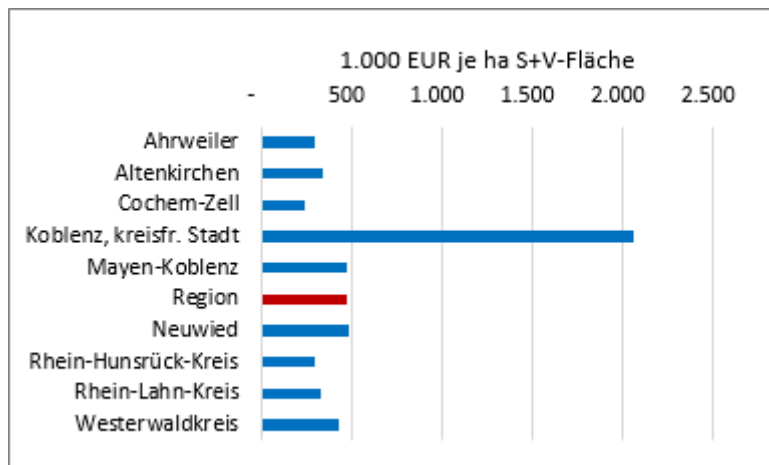 1.000 EUR je ha S+V-Fläche
- 500 1.000 1.500 2.000 2.500
Ahrweiler
Altenkirchen
Cochem-Zell
Koblenz, kreisfr. Stadt
Mayen-Koblenz
Region
Neuwied
Rhein-Hunsrück-Kreis
Rhein-Lahn-Kreis
Westerwaldkreis